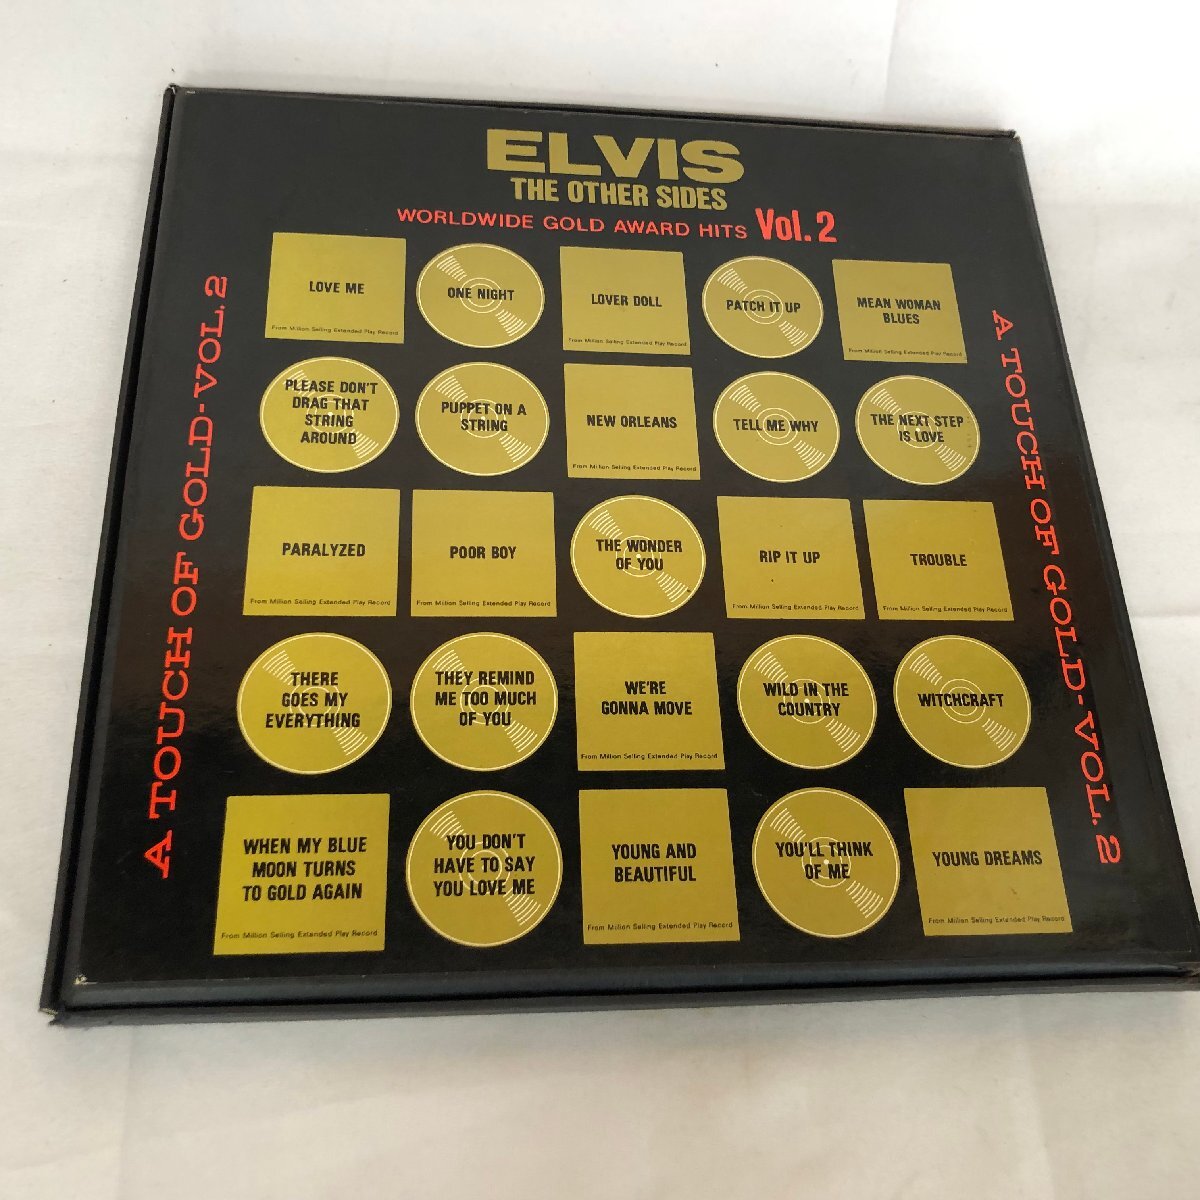 ELVIS
THE OTHER SIDES
WORLDWIDE GOLD AWARD HITS Vol. 2
A TOUCH OF GOLD-VOL. 2
A TOUCH OF GOLD-VOL. 2
LOVE ME
From Million Selling Extended Play Record
ONE NIGHT
LOVER DOLL
From Million Selling Extended Play Record
PATCH IT UP
MEAN WOMAN
BLUES
From Million Selling Extended Play Record
PLEASE DON'T
DRAG THAT
STRING
AROUND
PUPPET ON A
STRING
NEW ORLEANS
From Million Selling Extended Play Record
TELL ME WHY
THE NEXT STEP
IS LOVE
PARALYZED
From Million Selling Extended Play Record
POOR BOY
From Million Selling Extended Play Record
THE WONDER
OF YOU
RIP IT UP
From Million Selling Extended Play Record
TROUBLE
From Million Selling Extended Play Record
THERE
GOES MY
EVERYTHING
THEY REMIND
ME TOO MUCH
OF YOU
WE'RE
GONNA MOVE
From Million Selling Extended Play Record
WILD IN THE
COUNTRY
WITCHCRAFT
WHEN MY BLUE
MOON TURNS
TO GOLD AGAIN
From Million Selling Extended Play Record
YOU DON'T
HAVE TO SAY
YOU LOVE ME
YOUNG AND
BEAUTIFUL
From Million Selling Extended Play Record
YOU'LL THINK
OF ME
YOUNG DREAMS
From Million Selling Extended Play Record